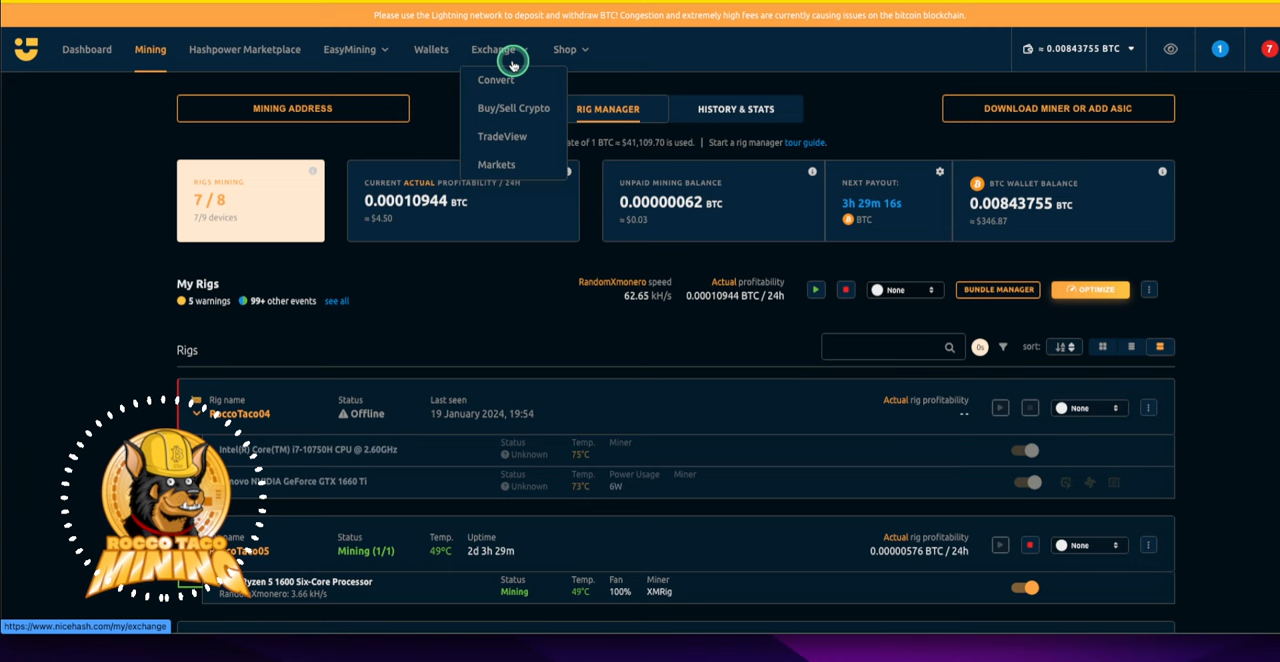 Please use the Lightning network to deposit and withdraw BTC! Congestion and extremely high fees are currently causing issues on the bitcoin blockchain.
Dashboard Mining Hashpower Marketplace EasyMining Wallets Exchange Shop ≈ 0.00843755 BTC 1 7
Convert
Buy/Sell Crypto
TradeView
Markets
MINING ADDRESS RIG MANAGER HISTORY & STATS DOWNLOAD MINER OR ADD ASIC
of 1 BTC ≈ $41,109.70 is used. | Start a rig manager tour guide.
RIGS MINING
7 / 8
7/9 devices
CURRENT ACTUAL PROFITABILITY / 24H
0.00010944 BTC
≈ $4.50
UNPAID MINING BALANCE
0.00000062 BTC
≈ $0.03
NEXT PAYOUT:
3h 29m 16s
BTC
BTC WALLET BALANCE
0.00843755 BTC
≈ $346.87
My Rigs
5 warnings 99+ other events see all
RandomXmonero speed
62.65 kH/s
Actual profitability
0.00010944 BTC / 24h
None BUNDLE MANAGER OPTIMIZE
Rigs
0s sort:
Rig name Status Last seen Actual rig profitability
RoccoTaco04 Offline 19 January 2024, 19:54 -- None
Intel(R) Core(TM) i7-10750H CPU @ 2.60GHz
Status Temp. Miner
Unknown 75°C
novo NVIDIA GeForce GTX 1660 Ti
Status Temp. Power Usage Miner
Unknown 73°C 6W
name Status Temp. Uptime Actual rig profitability
coTaco05 Mining (1/1) 49°C 2d 3h 29m 0.00000576 BTC / 24h None
yzen 5 1600 Six-Core Processor
RandomXmonero: 3.66 kH/s
Status Temp. Fan Miner
Mining 49°C 100% XMRig
ROCCO TACO
MINING
https://www.nicehash.com/my/exchange